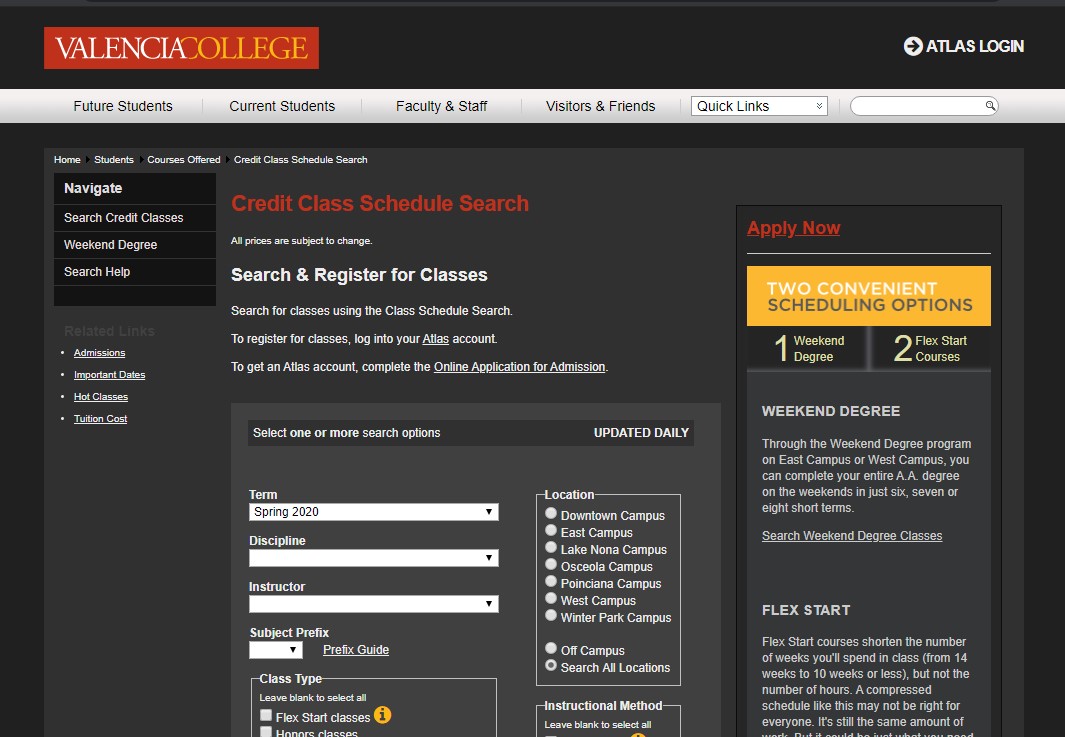 VALENCIACOLLEGE
ATLAS LOGIN
Future Students
Current Students
Faculty & Staff
Visitors & Friends
Quick Links
Home Students Courses Offered Credit Class Schedule Search
Navigate
Search Credit Classes
Weekend Degree
Search Help
Related Links
• Admissions
• Important Dates
• Hot Classes
• Tuition Cost
Credit Class Schedule Search
All prices are subject to change.
Search & Register for Classes
Search for classes using the Class Schedule Search.
To register for classes, log into your Atlas account.
To get an Atlas account, complete the Online Application for Admission.
Select one or more search options
UPDATED DAILY
Term
Spring 2020
Discipline
Instructor
Subject Prefix
Prefix Guide
Class Type
Leave blank to select all
Flex Start classes
Honors classes
Location
Downtown Campus
East Campus
Lake Nona Campus
Osceola Campus
Poinciana Campus
West Campus
Winter Park Campus
Off Campus
Search All Locations
Instructional Method
Leave blank to select all
Apply Now
TWO CONVENIENT
SCHEDULING OPTIONS
1 Weekend
Degree
2 Flex Start
Courses
WEEKEND DEGREE
Through the Weekend Degree program
on East Campus or West Campus, you
can complete your entire A.A. degree
on the weekends in just six, seven or
eight short terms.
Search Weekend Degree Classes
FLEX START
Flex Start courses shorten the number
of weeks you'll spend in class (from 14
weeks to 10 weeks or less), but not the
number of hours. A compressed
schedule like this may not be right for
everyone. It's still the same amount of
work. But it could be just what you need